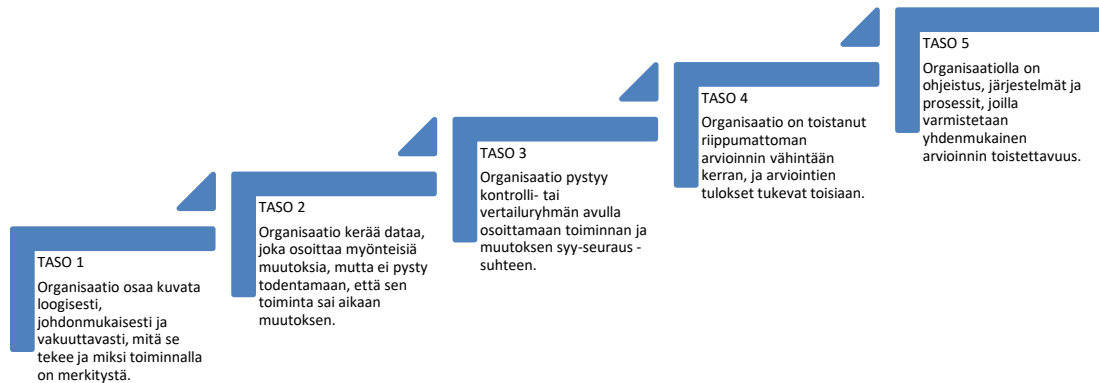 TASO 1
Organisaatio osaa kuvata
loogisesti,
johdonmukaisesti ja
vakuuttavasti, mitä se
tekee ja miksi toiminnalla
on merkitystä.
TASO 2
Organisaatio kerää dataa,
joka osoittaa myönteisiä
muutoksia, mutta ei pysty
todentamaan, että sen
toiminta sai aikaan
muutoksen.
TASO 3
Organisaatio pystyy
kontrolli- tai
vertailuryhmän avulla
osoittamaan toiminnan ja
muutoksen syy-seuraus -
suhteen.
TASO 4
Organisaatio on toistanut
riippumattoman
arvioinnin vähintään
kerran, ja arviointien
tulokset tukevat toisiaan.
TASO 5
Organisaatiolla on
ohjeistus, järjestelmät ja
prosessit, joilla
varmistetaan
yhdenmukainen
arvioinnin toistettavuus.